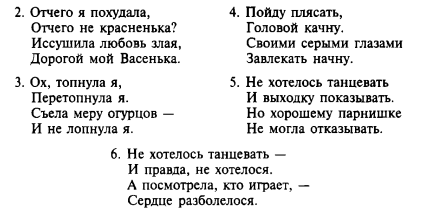 2. Отчего я похудала,
Отчего не красненька?
Иссушила любовь злая,
Дорогой мой Васенька.
3. Ох, топнула я,
Перетопнула я.
Съела меру огурцов —
И не лопнула я.
4. Пойду плясать,
Головой качну.
Своими серыми глазами
Завлекать начну.
5. Не хотелось танцевать
И выходку показывать.
Но хорошему парнишке
Не могла отказывать.
6. Не хотелось танцевать —
И правда, не хотелося.
А посмотрела, кто играет, —
Сердце разболелося.